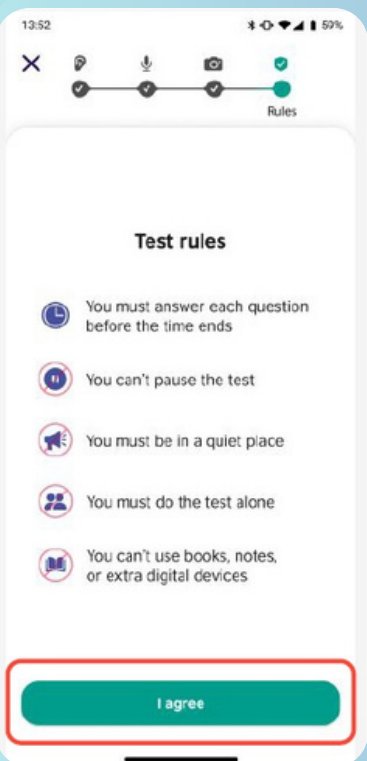 13:52
59%
Rules
Test rules
You must answer each question
before the time ends
You can't pause the test
You must be in a quiet place
You must do the test alone
You can't use books, notes,
or extra digital devices
I agree